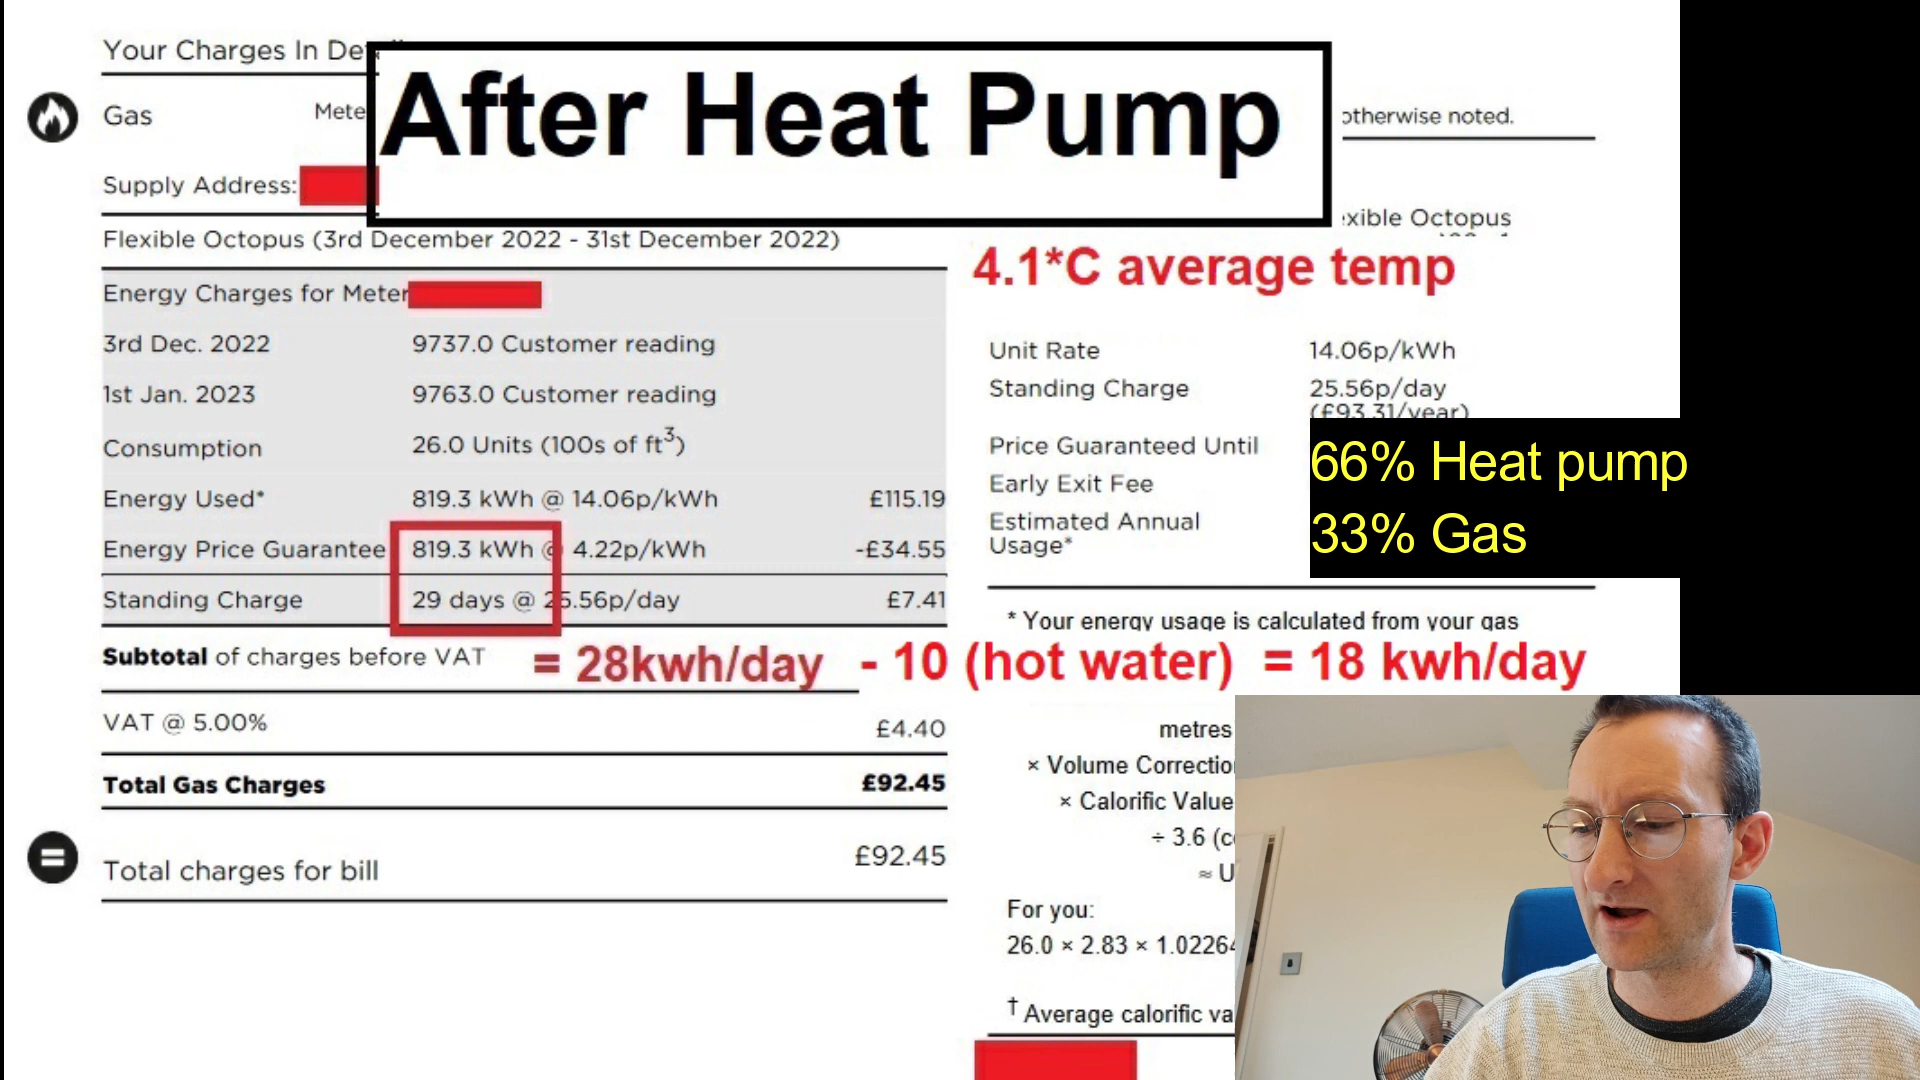 Your Charges In
After Heat Pump
Gas
otherwise noted.
Supply Address:
Flexible Octopus (3rd December 2022 - 31st December 2022)
Octopus
4.1*C average temp
Energy Charges for Meter
3rd Dec. 2022 9737.0 Customer reading
1st Jan. 2023 9763.0 Customer reading
Consumption 26.0 Units (100s of ft³)
Energy Used* 819.3 kWh @ 14.06p/kWh £115.19
Energy Price Guarantee 819.3 kWh @ 4.22p/kWh -£34.55
Standing Charge 29 days @ 25.56p/day £7.41
Subtotal of charges before VAT
= 28kwh/day - 10 (hot water) = 18 kwh/day
VAT @ 5.00% £4.40
Total Gas Charges £92.45
Total charges for bill £92.45
Unit Rate 14.06p/kWh
Standing Charge 25.56p/day
(£93.31/year)
Price Guaranteed Until
Early Exit Fee
Estimated Annual
Usage*
66% Heat pump
33% Gas
* Your energy usage is calculated from your gas
metres
× Volume
× Calorific Value
÷ 3.6
≈
For you:
26.0 × 2.83 × 1.02264
† Average calorific